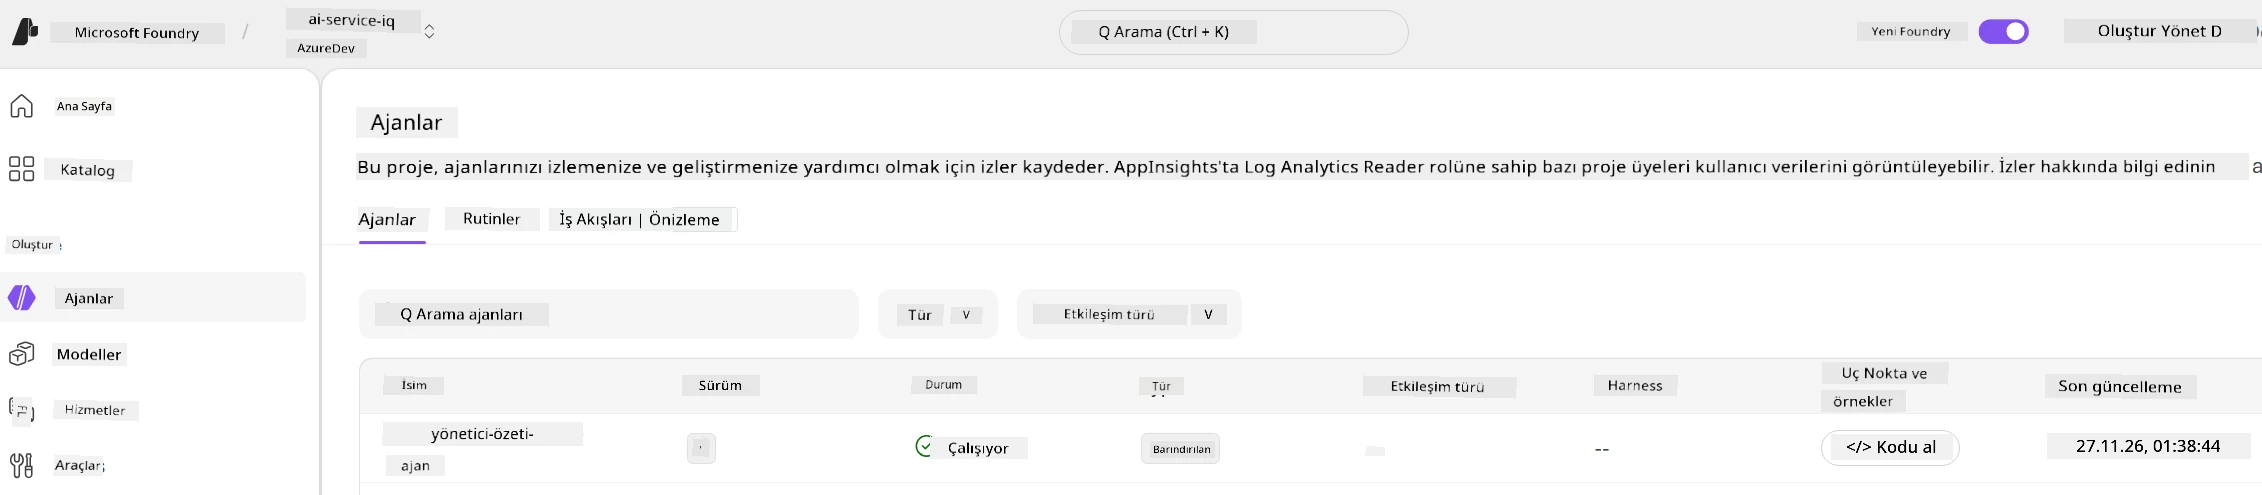 Microsoft Foundry / ai-service-iq
AzureDev
Q Arama (Ctrl + K)
Yeni Foundry
Oluştur Yönet D
Ana Sayfa
Katalog
Oluştur
Ajanlar
Modeller
Hizmetler
Araçlar
Ajanlar
Bu proje, ajanlarınızı izlemenize ve geliştirmenize yardımcı olmak için izler kaydeder. AppInsights'ta Log Analytics Reader rolüne sahip bazı proje üyeleri kullanıcı verilerini görüntüleyebilir. İzler hakkında bilgi edinin
Ajanlar Rutinler İş Akışları | Önizleme
Q Arama ajanları
Tür V
Etkileşim türü V
İsim Sürüm Durum Tür Etkileşim türü Harness Uç Nokta ve örnekler Son güncelleme
yönetici-özeti-
ajan
Çalışıyor Barındırılan -- </> Kodu al 27.11.26, 01:38:44